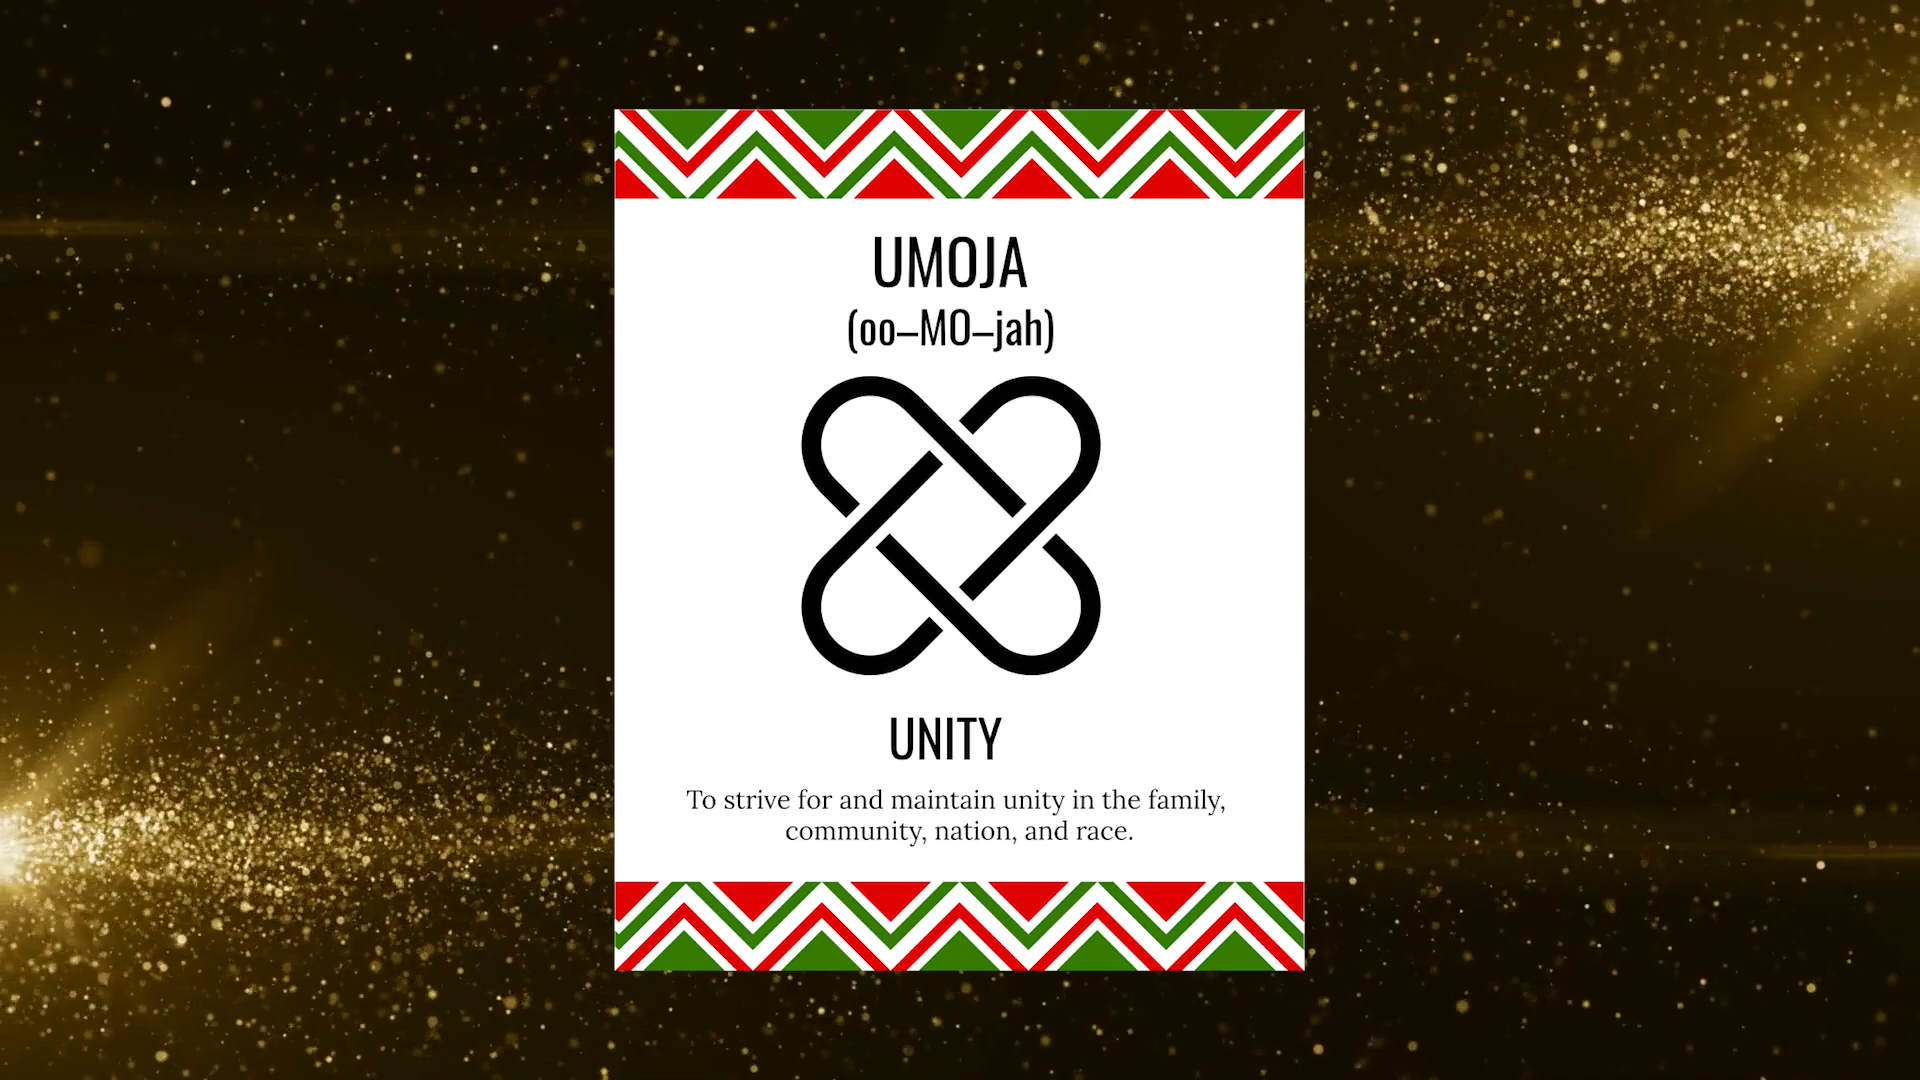 UMOJA
(oo–MO–jah)
UNITY
To strive for and maintain unity in the family,
community, nation, and race.